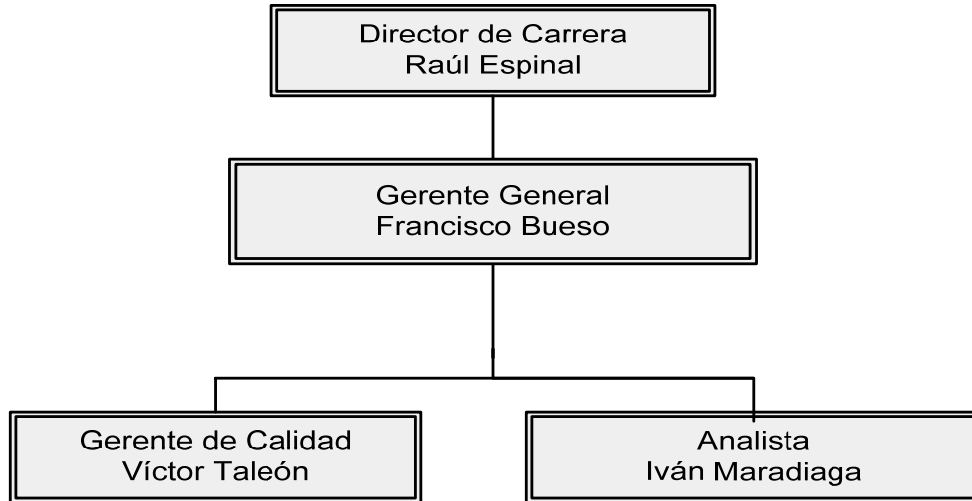 Director de Carrera
Raúl Espinal
Gerente General
Francisco Bueso
Gerente de Calidad
Víctor Taleón
Analista
Iván Maradiaga